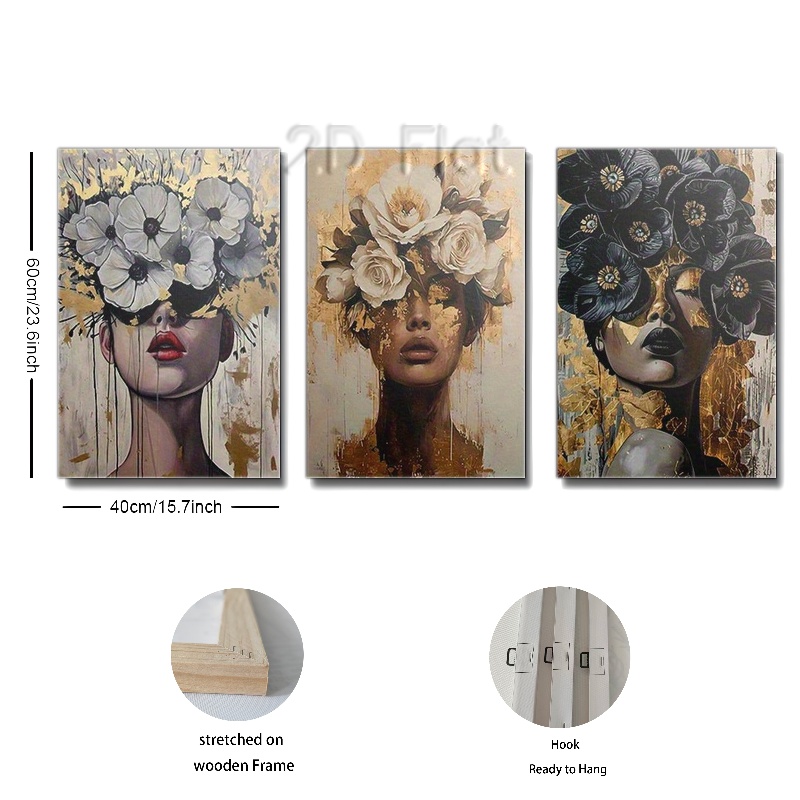 2D Flat
60cm/23.6inch
40cm/15.7inch
stretched on
wooden Frame
Hook
Ready to Hang